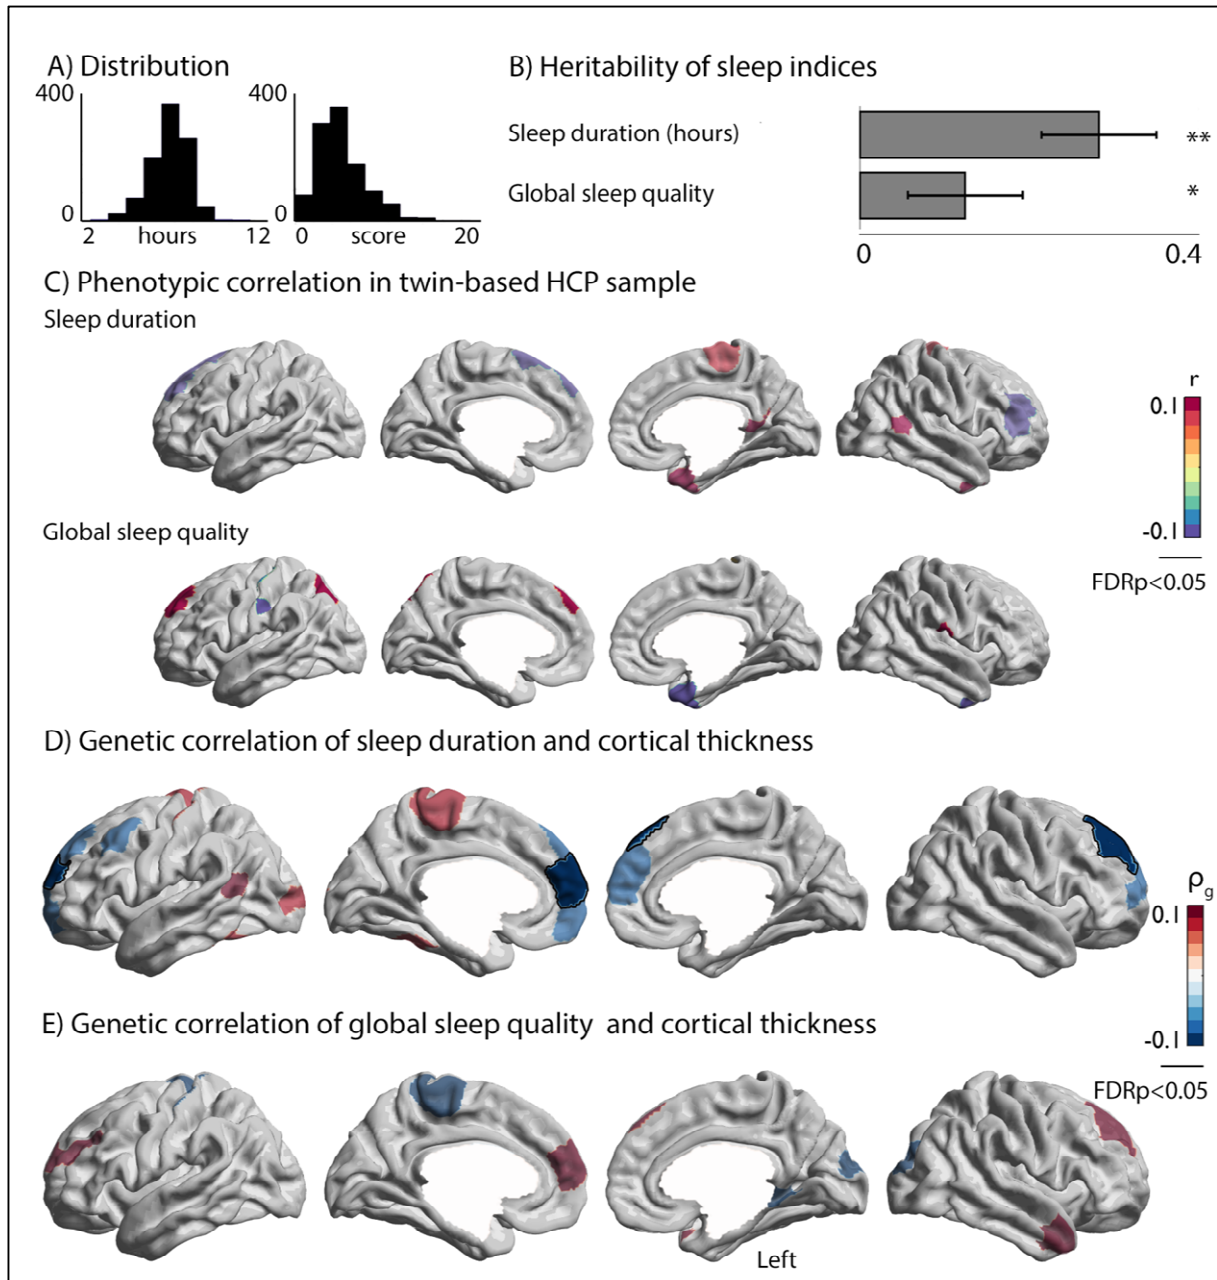 A) Distribution
400
0
2 hours 12
400
0
0 score 20
B) Heritability of sleep indices
Sleep duration (hours)
**
Global sleep quality
*
0 0.4
C) Phenotypic correlation in twin-based HCP sample
Sleep duration
r
0.1
-0.1
FDRp<0.05
Global sleep quality
D) Genetic correlation of sleep duration and cortical thickness
ρg
0.1
-0.1
FDRp<0.05
E) Genetic correlation of global sleep quality and cortical thickness
Left